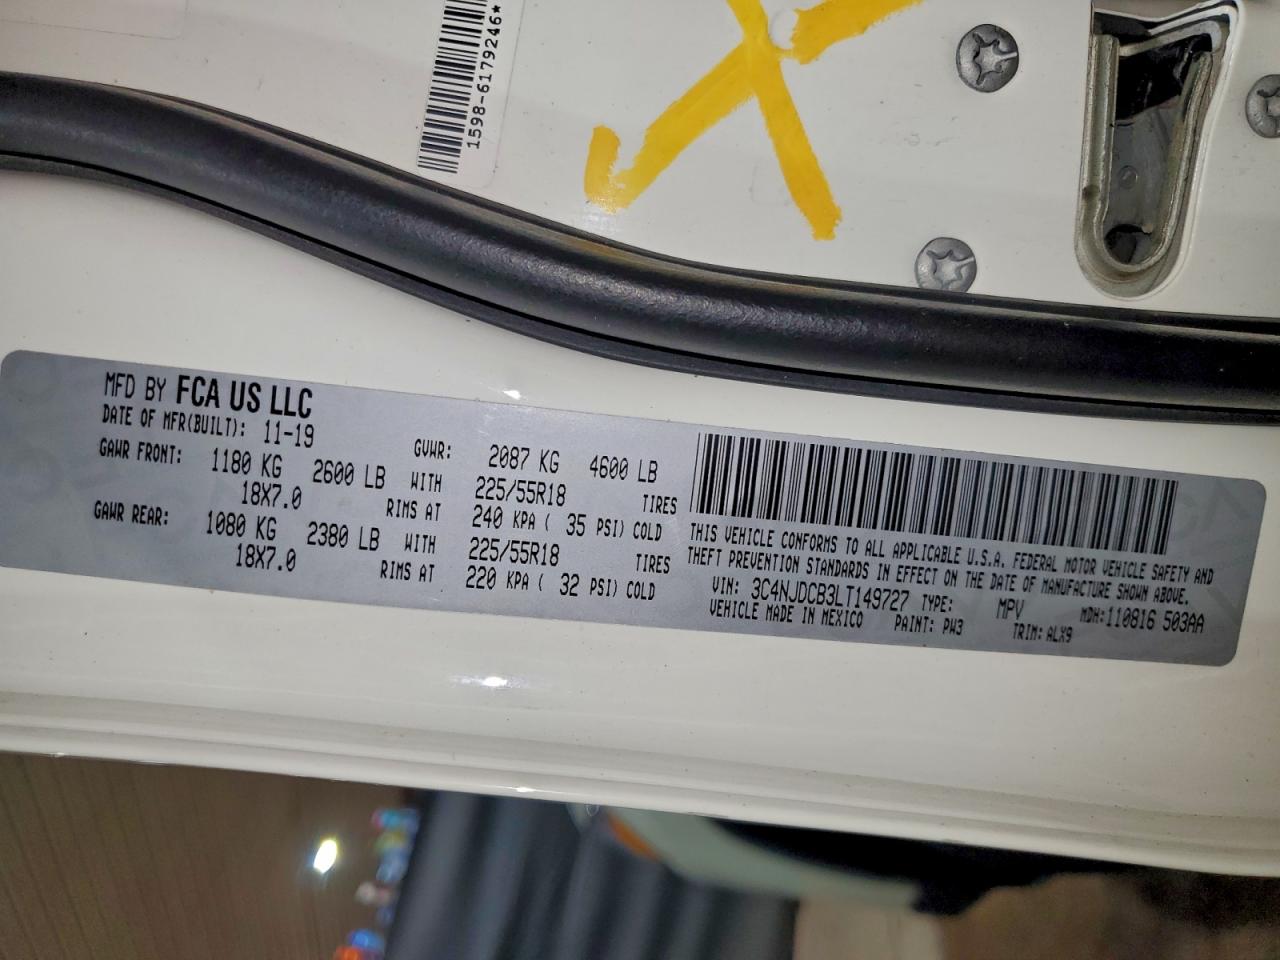 1598-6179246*
MFD BY FCA US LLC
DATE OF MFR(BUILT): 11-19
GVWR: 2087 KG 4600 LB
GAWR FRONT: 1180 KG 2600 LB WITH 225/55R18 TIRES
18X7.0 RIMS AT 240 KPA ( 35 PSI) COLD
GAWR REAR: 1080 KG 2380 LB WITH 225/55R18 TIRES
18X7.0 RIMS AT 220 KPA ( 32 PSI) COLD
THIS VEHICLE CONFORMS TO ALL APPLICABLE U.S.A. FEDERAL MOTOR VEHICLE SAFETY AND
THEFT PREVENTION STANDARDS IN EFFECT ON THE DATE OF MANUFACTURE SHOWN ABOVE.
VIN: 3C4NJDCB3LT149727 TYPE: MPV MDH:110816 503AA
VEHICLE MADE IN MEXICO PAINT: PW3 TRIM: ALX9